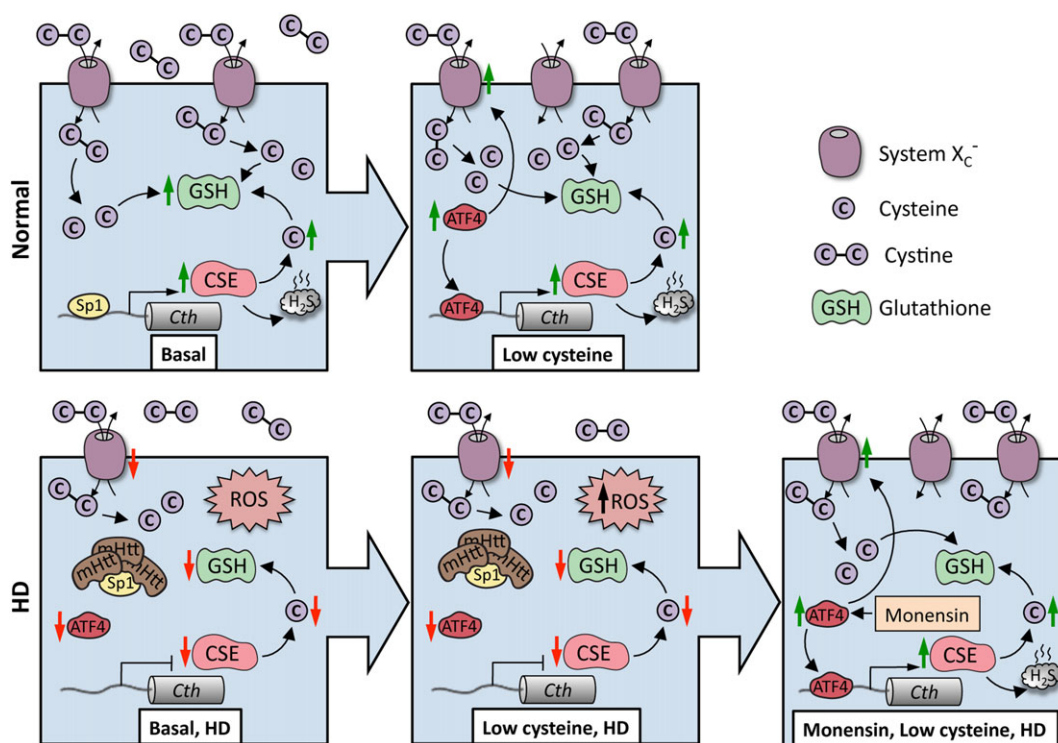 Normal
C-C
C-C
C-C
C-C
C-C
C-C
C
C
C
C
GSH
C
CSE
Sp1
Cth
H2S
Basal
C-C
C-C
C-C
C-C
C
C
C
C
GSH
ATF4
C
CSE
ATF4
Cth
H2S
Low cysteine
System XC-
C
Cysteine
C-C
Cystine
GSH
Glutathione
HD
C-C
C-C
C-C
C-C
C
C
ROS
mHtt
mHtt
mHtt
Sp1
GSH
ATF4
C
CSE
Cth
Basal, HD
C-C
C-C
C-C
C
C
ROS
mHtt
mHtt
mHtt
Sp1
GSH
ATF4
C
CSE
Cth
Low cysteine, HD
C-C
C-C
C-C
C-C
C
C
GSH
ATF4
Monensin
C
CSE
ATF4
Cth
H2S
Monensin, Low cysteine, HD